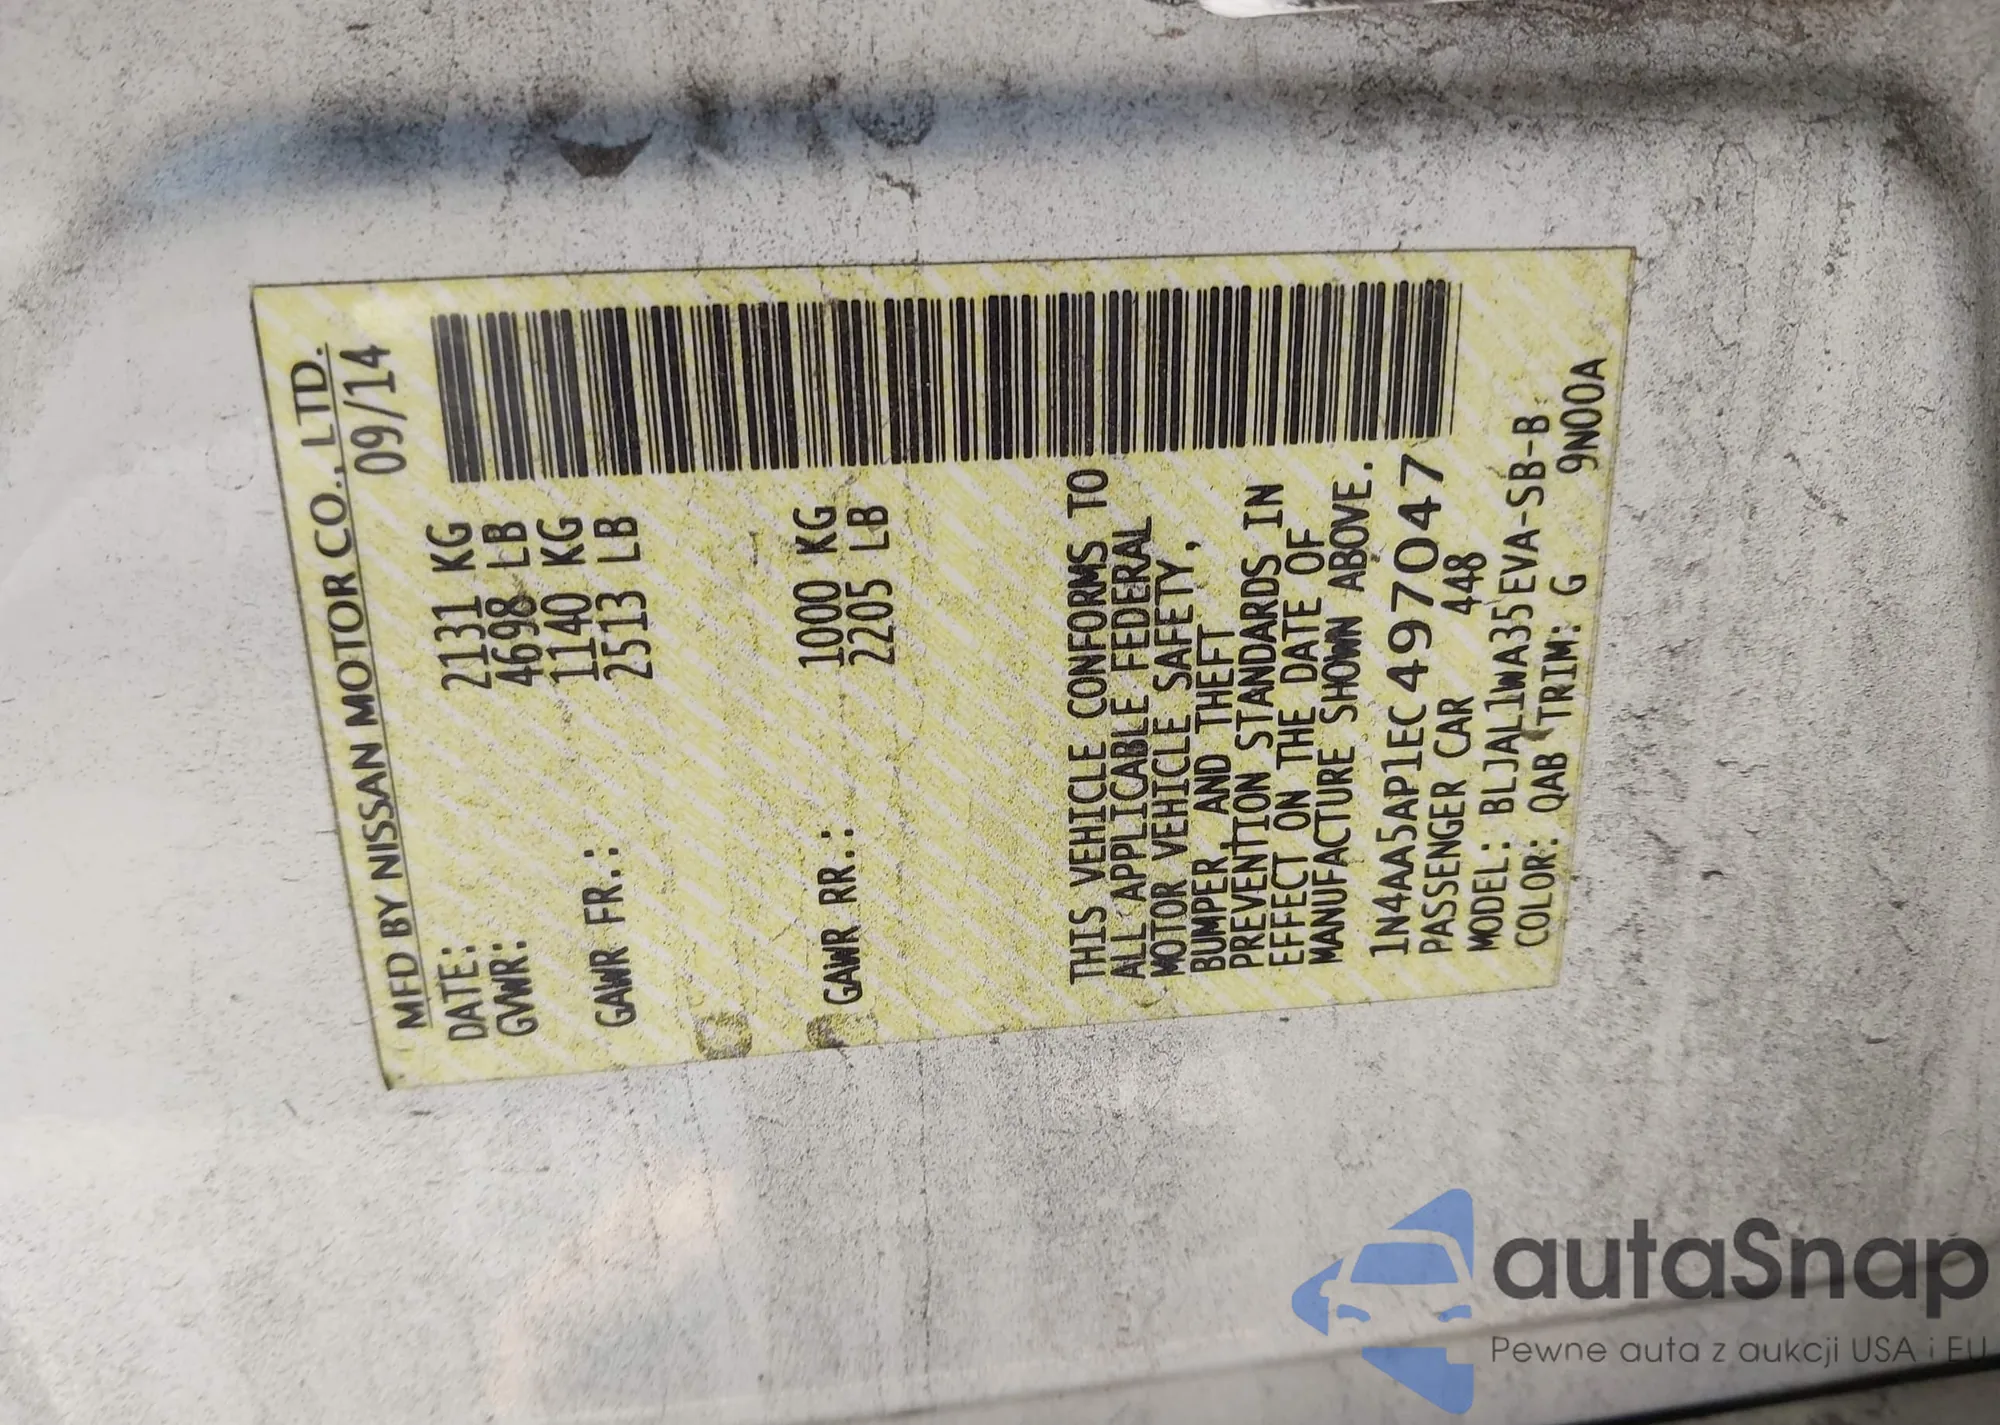 MFD BY NISSAN MOTOR CO., LTD.
DATE: 09/14
GVWR: 2131 KG
4698 LB
GAWR FR.: 1140 KG
2513 LB
GAWR RR.: 1000 KG
2205 LB
THIS VEHICLE CONFORMS TO
ALL APPLICABLE FEDERAL
MOTOR VEHICLE SAFETY,
BUMPER, AND THEFT
PREVENTION STANDARDS IN
EFFECT ON THE DATE OF
MANUFACTURE SHOWN ABOVE.
1N4AA5AP1EC497047
PASSENGER CAR 448
MODEL: BLJAL1WA35EVA-SB-B
COLOR: QAB TRIM: G 9N00A
autaSnap
Pewne auta z aukcji USA i EU